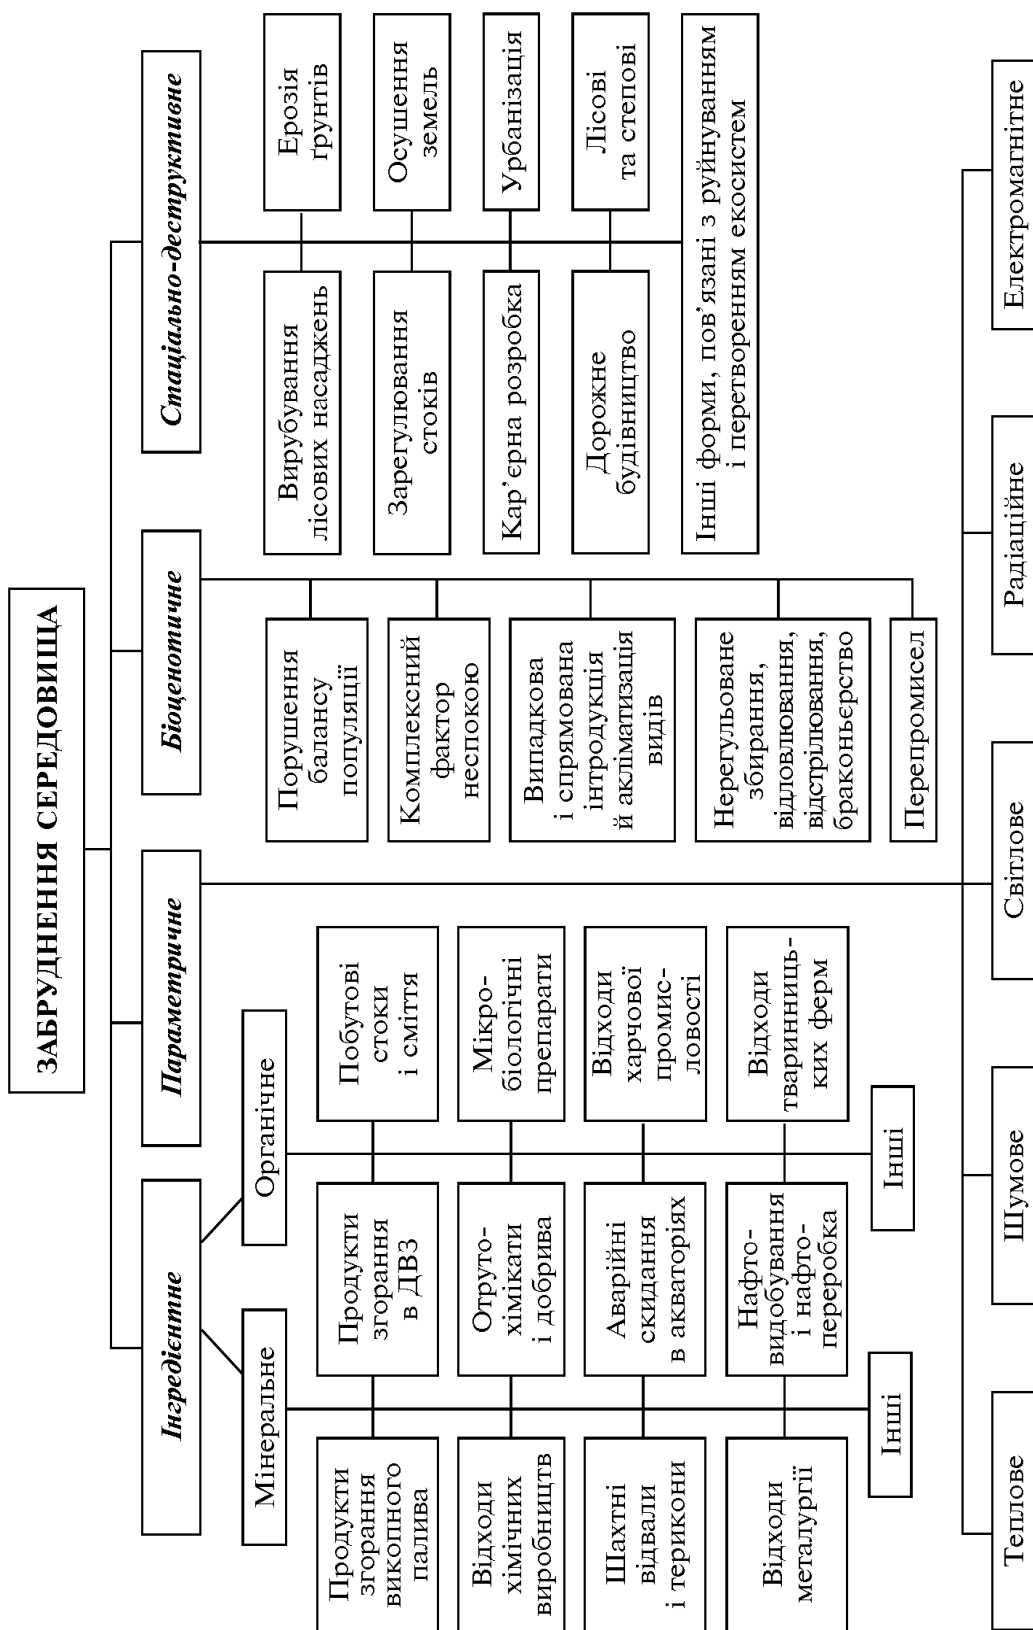 ЗАБРУДНЕННЯ СЕРЕДОВИЩА
Інгредієнтне
Параметричне
Біоценотичне
Стаціально-деструктивне
Мінеральне
Органічне
Продукти
згорання
викопного
палива
Продукти
згорання
в ДВЗ
Побутові
стоки
і сміття
Відходи
хімічних
виробництв
Отруто-
хімікати
і добрива
Мікро-
біологічні
препарати
Шахтні
відвали
і терикони
Аварійні
скидання
в акваторіях
Відходи
харчової
промис-
ловості
Відходи
металургії
Нафто-
видобування
і нафто-
переробка
Відходи
тваринниць-
ких ферм
Інші
Інші
Порушення
балансу
популяції
Комплексний
фактор
неспокою
Випадкова
і спрямована
інтродукція
й акліматизація
видів
Нерегульоване
збирання,
відловлювання,
відстрілювання,
браконьєрство
Перепромисел
Вирубування
лісових насаджень
Ерозія
ґрунтів
Зарегулювання
стоків
Осушення
земель
Кар’єрна розробка
Урбанізація
Дорожнє
будівництво
Лісові
та степові
Інші форми, пов’язані з руйнуванням
і перетворенням екосистем
Теплове
Шумове
Світлове
Радіаційне
Електромагнітне